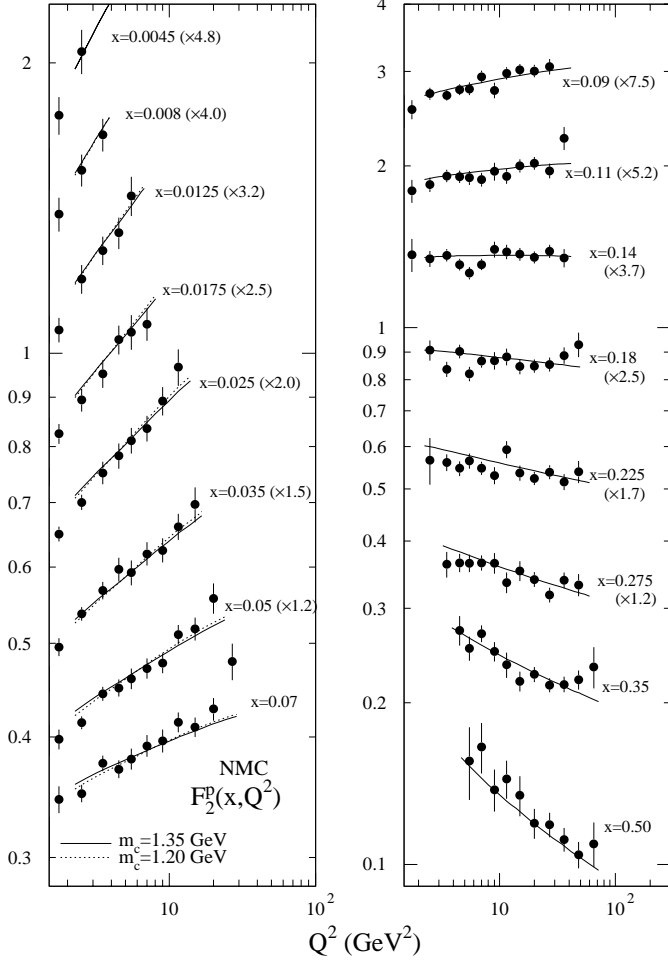 2
1
0.9
0.8
0.7
0.6
0.5
0.4
0.3
x=0.0045 (×4.8)
x=0.008 (×4.0)
x=0.0125 (×3.2)
x=0.0175 (×2.5)
x=0.025 (×2.0)
x=0.035 (×1.5)
x=0.05 (×1.2)
x=0.07
NMC
F₂ᵖ(x,Q²)
m_c=1.35 GeV
m_c=1.20 GeV
10
10²
4
3
2
1
0.9
0.8
0.7
0.6
0.5
0.4
0.3
0.2
0.1
x=0.09 (×7.5)
x=0.11 (×5.2)
x=0.14
(×3.7)
x=0.18
(×2.5)
x=0.225
(×1.7)
x=0.275
(×1.2)
x=0.35
x=0.50
10
10²
Q² (GeV²)